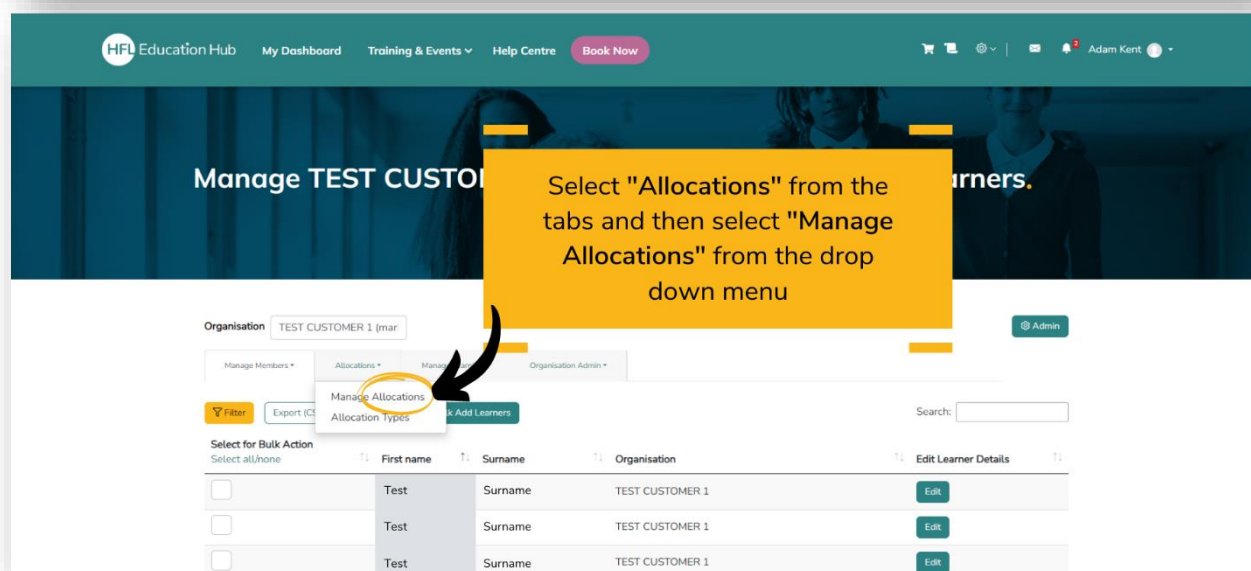 HFL Education Hub My Dashboard Training & Events Help Centre Book Now 2 Adam Kent
Manage TEST CUSTO
Select "Allocations" from the
tabs and then select "Manage
Allocations" from the drop
down menu
rners.
Organisation TEST CUSTOMER 1 (mar
Admin
Manage Members Allocations Organisation Admin
Manage Allocations
Allocation Types
Filter Add Learners Search:
Select for Bulk Action
Select all/none First name Surname Organisation Edit Learner Details
Test Surname TEST CUSTOMER 1 Edit
Test Surname TEST CUSTOMER 1 Edit
Test Surname TEST CUSTOMER 1 Edit